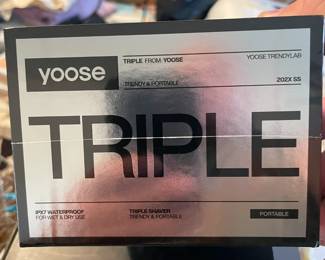 yoose
TRIPLE FROM YOOSE
YOOSE TRENDYLAB
TRENDY & PORTABLE
202X SS
TRIPLE
IPX7 WATERPROOF
FOR WET & DRY USE
TRIPLE SHAVER
TRENDY & PORTABLE
PORTABLE